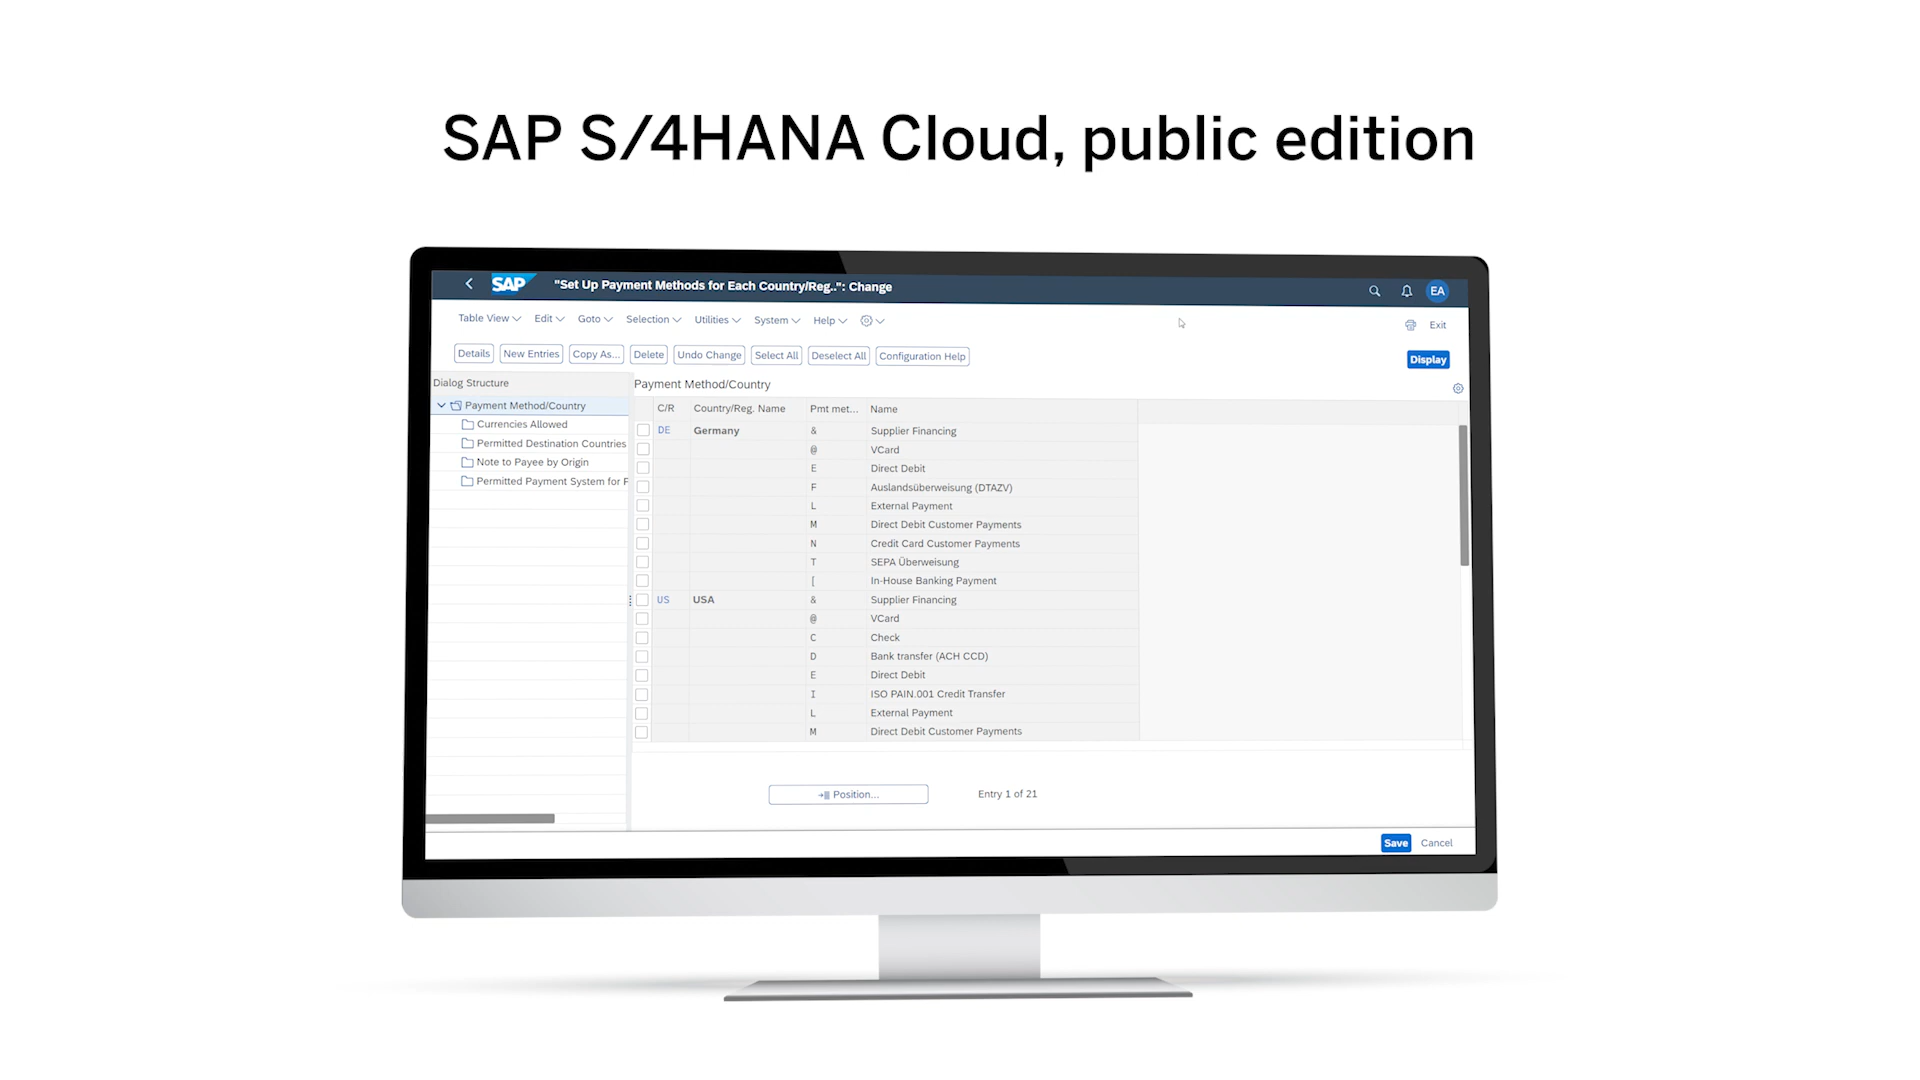 SAP S/4HANA Cloud, public edition
SAP "Set Up Payment Methods for Each Country/Reg..": Change EA
Table View Edit Goto Selection Utilities System Help Exit
Details New Entries Copy As... Delete Undo Change Select All Deselect All Configuration Help Display
Dialog Structure
Payment Method/Country
Currencies Allowed
Permitted Destination Countries
Note to Payee by Origin
Permitted Payment System for F
Payment Method/Country
C/R Country/Reg. Name Pmt met... Name
DE Germany & Supplier Financing
@ VCard
E Direct Debit
F Auslandsüberweisung (DTAZV)
L External Payment
M Direct Debit Customer Payments
N Credit Card Customer Payments
T SEPA Überweisung
[ In-House Banking Payment
US USA & Supplier Financing
@ VCard
C Check
D Bank transfer (ACH CCD)
E Direct Debit
I ISO PAIN.001 Credit Transfer
L External Payment
M Direct Debit Customer Payments
Position... Entry 1 of 21
Save Cancel